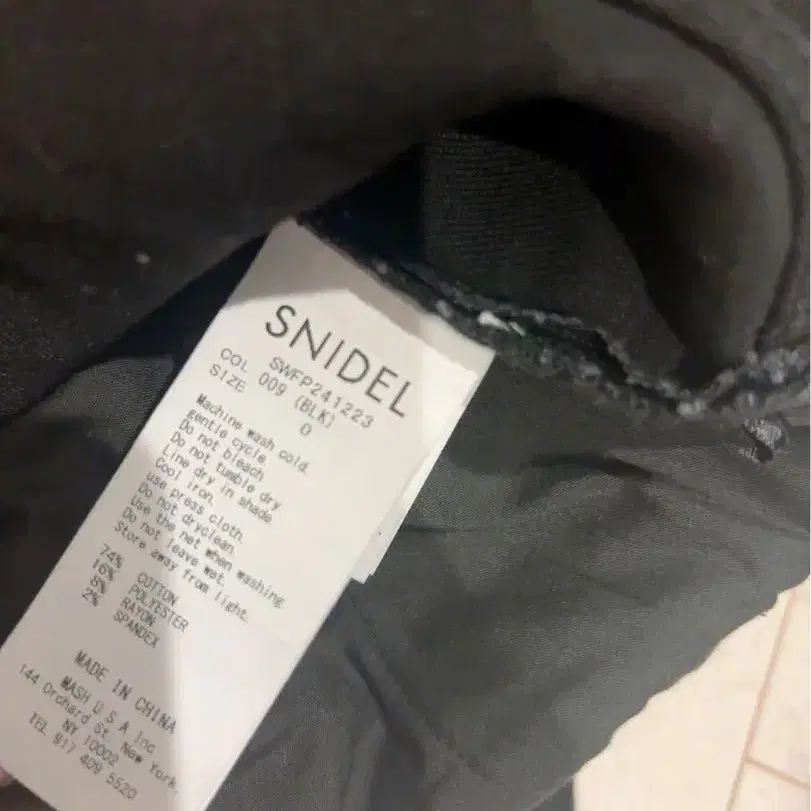 SNIDEL
SWFP241223
COL 009 (BLK)
SIZE 0
Machine wash cold.
gentle cycle
Do not bleach.
Do not tumble dry.
Line dry in shade
Cool iron.
use press cloth.
Do not dryclean.
Use the net when washing.
Do not leave wet.
Store away from light.
74% COTTON
16% POLYESTER
8% RAYON
2% SPANDEX
MADE IN CHINA
MASH U S A Inc
144 Orchard St, New York,
NY 10002
TEL 917 409 5520